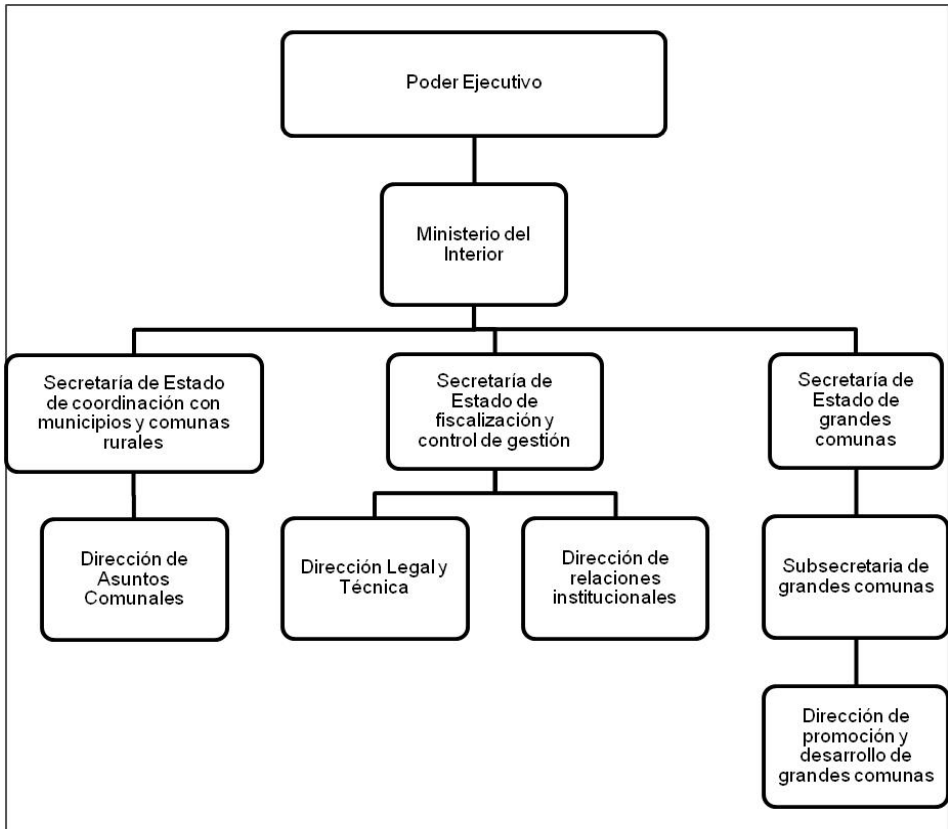 Poder Ejecutivo
Ministerio del
Interior
Secretaría de Estado
de coordinación con
municipios y comunas
rurales
Secretaría de
Estado de
fiscalización y
control de gestión
Secretaría de
Estado de
grandes
comunas
Dirección de
Asuntos
Comunales
Dirección Legal y
Técnica
Dirección de
relaciones
institucionales
Subsecretaria de
grandes comunas
Dirección de
promoción y
desarrollo de
grandes comunas